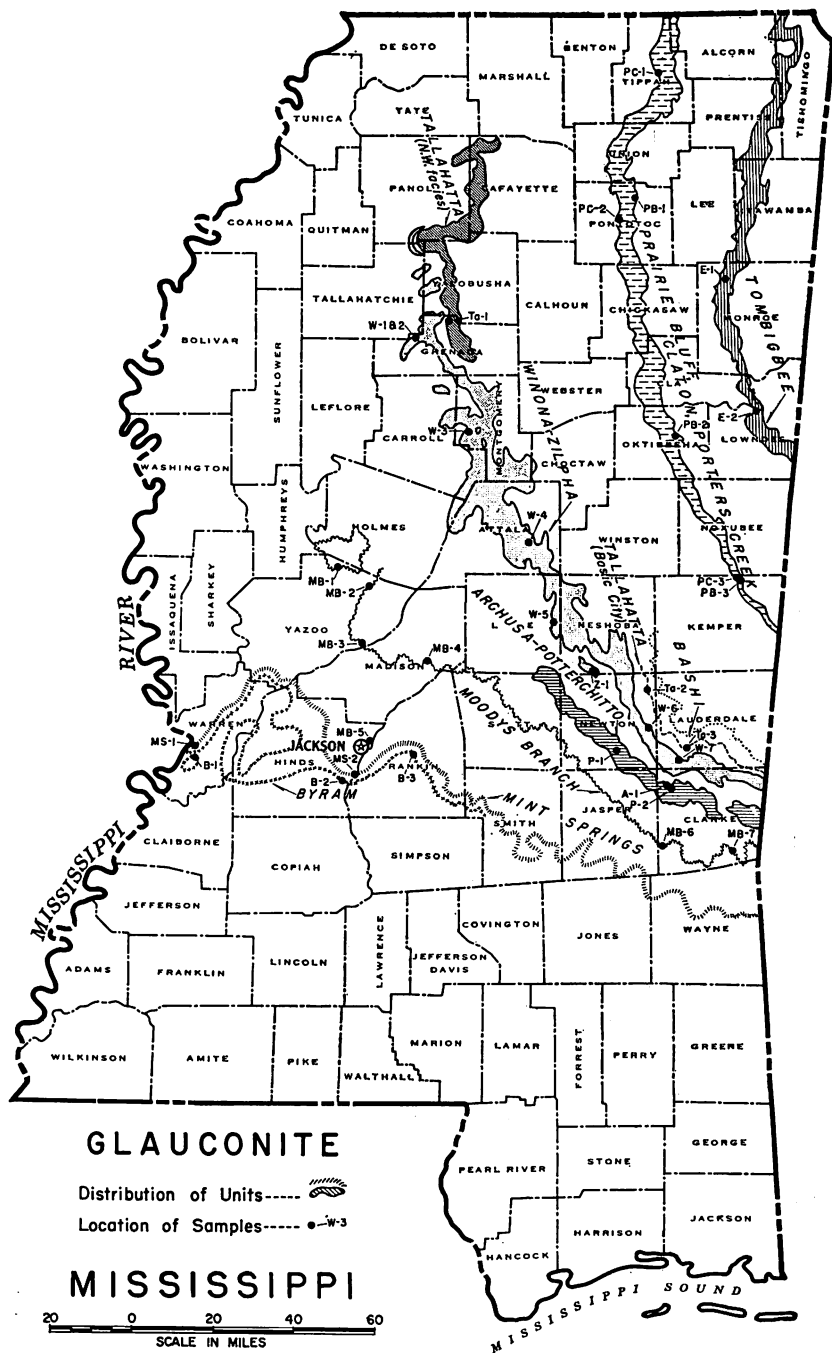 DE SOTO
BENTON
ALCORN
MARSHALL
PC-1
TIPPAH
TISHOMINGO
TUNICA
TATE
PRENTISS
TALLAHATTA
(N.W. facies)
UNION
PANOLA
LAFAYETTE
LEE
ITAWAMBA
COAHOMA
QUITMAN
PC-2
PB-1
PONTOTOC
E-1
TALLAHATCHIE
YALOBUSHA
CALHOUN
CHICKASAW
MONROE
TOMBIGBEE
BOLIVAR
SUNFLOWER
W-1&2
Ta-1
GRENADA
PRAIRIE BLUFF
CLAYTON, PORTERS CREEK
WEBSTER
LEFLORE
CARROLL
W-3
MONTGOMERY
WINONA-ZILPHA
CHOCTAW
OKTIBBEHA
PB-2
E-2
LOWNDES
WASHINGTON
HUMPHREYS
HOLMES
ATTALA
W-4
WINSTON
NOXUBEE
ISSAQUENA
SHARKEY
MB-1
MB-2
TALLAHATTA
(Basic City)
PC-3
PB-3
YAZOO
W-5
NESHOBA
KEMPER
MB-3
MADISON
MB-4
ARCHUSA-POTTERCHITTO
BASHI
RIVER
Z-1
Ta-2
W-6
LAUDERDALE
WARREN
MS-1
B-1
MB-5
JACKSON
HINDS
MS-2
RANKIN
B-3
B-2
BYRAM
MOODYS BRANCH
NEWTON
P-1
Ta-3
W-7
A-1
P-2
JASPER
CLARKE
MINT SPRINGS
SMITH
MB-6
MB-7
CLAIBORNE
COPIAH
SIMPSON
MISSISSIPPI
JEFFERSON
COVINGTON
JONES
WAYNE
ADAMS
FRANKLIN
LINCOLN
LAWRENCE
JEFFERSON
DAVIS
WILKINSON
AMITE
PIKE
WALTHALL
MARION
LAMAR
FORREST
PERRY
GREENE
GLAUCONITE
PEARL RIVER
STONE
GEORGE
Distribution of Units-----
Location of Samples----- W-3
HANCOCK
HARRISON
JACKSON
MISSISSIPPI
MISSISSIPPI SOUND
20 0 20 40 60
SCALE IN MILES